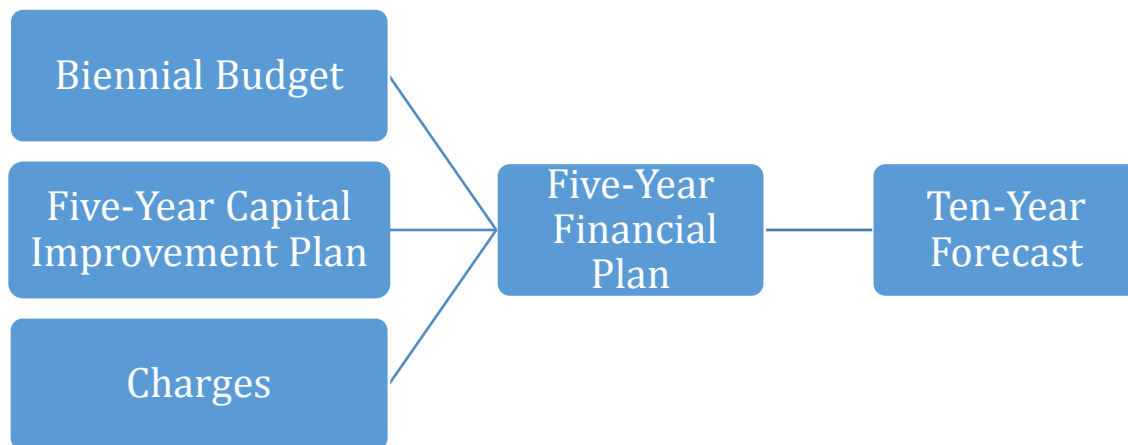 Biennial Budget
Five-Year Capital
Improvement Plan
Charges
Five-Year
Financial
Plan
Ten-Year
Forecast